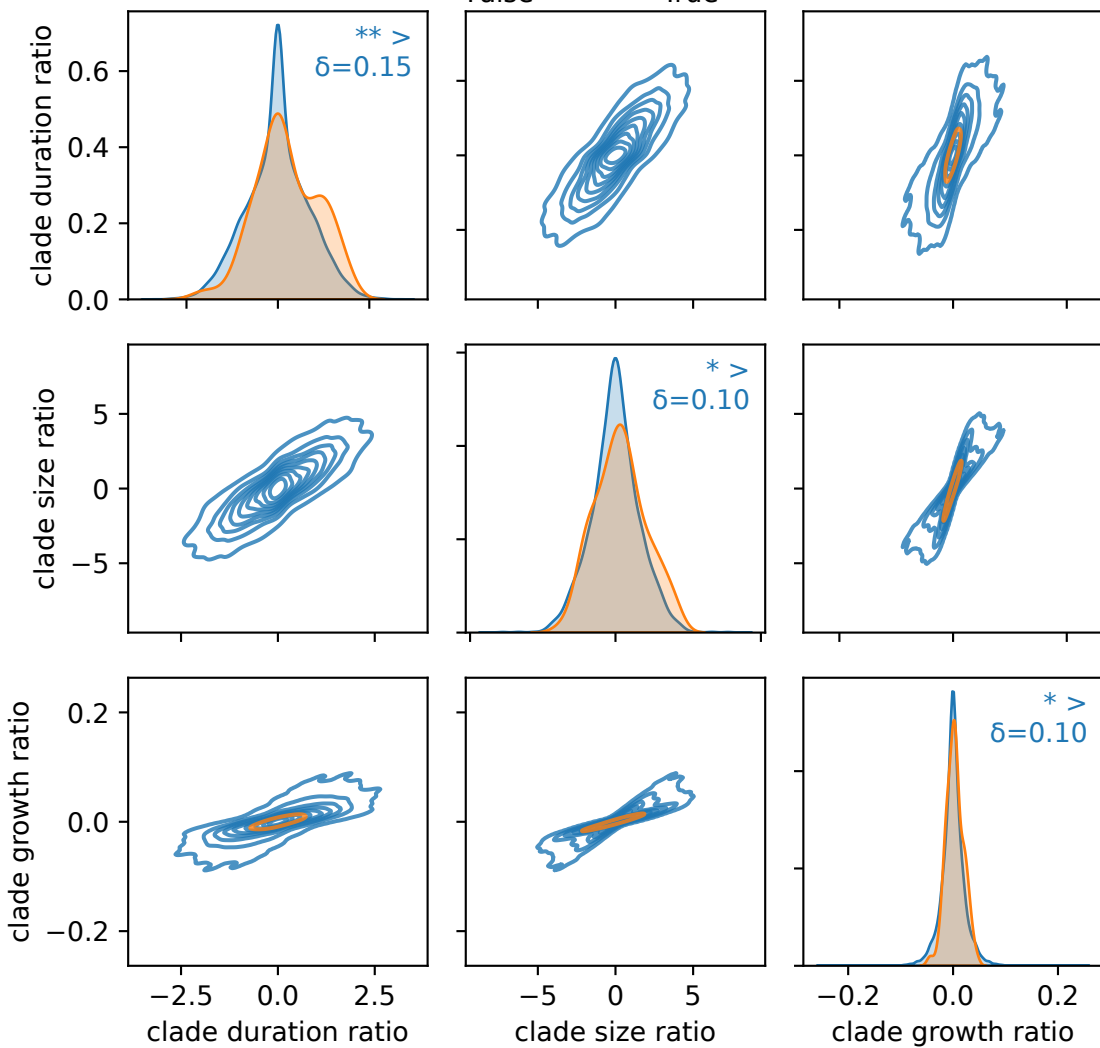 ** >
δ=0.15
* >
δ=0.10
* >
δ=0.10
clade duration ratio
0.6
0.4
0.2
0.0
clade size ratio
5
0
−5
clade growth ratio
0.2
0.0
−0.2
−2.5 0.0 2.5
−5 0 5
−0.2 0.0 0.2
clade duration ratio
clade size ratio
clade growth ratio